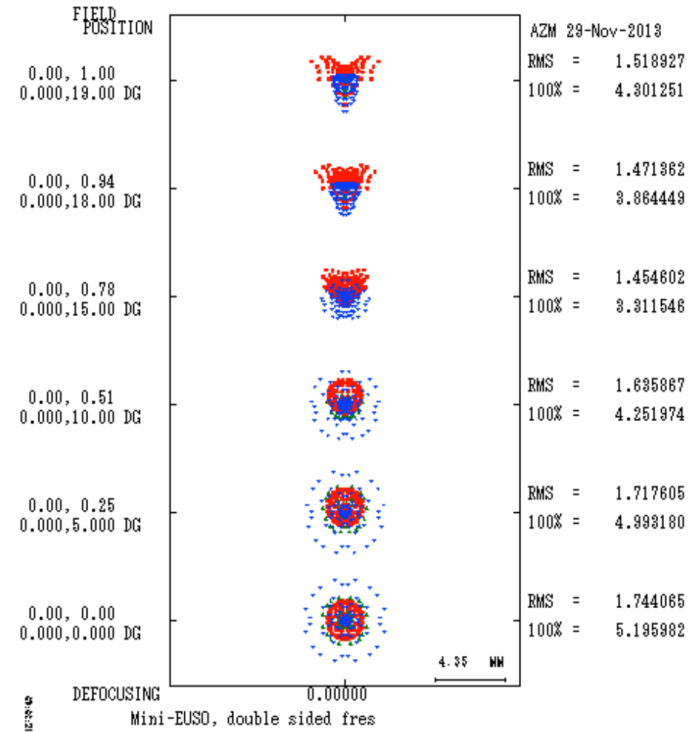 FIELD
POSITION
AZM 29-Nov-2013
0.00, 1.00
0.000,19.00 DG
RMS = 1.518927
100% = 4.301251
0.00, 0.94
0.000,18.00 DG
RMS = 1.471362
100% = 3.864449
0.00, 0.78
0.000,15.00 DG
RMS = 1.454602
100% = 3.311546
0.00, 0.51
0.000,10.00 DG
RMS = 1.635867
100% = 4.251974
0.00, 0.25
0.000,5.000 DG
RMS = 1.717605
100% = 4.993180
0.00, 0.00
0.000,0.000 DG
RMS = 1.744065
100% = 5.195982
4.35 MM
DEFOCUSING 0.00000
Mini-EUSO, double sided fres